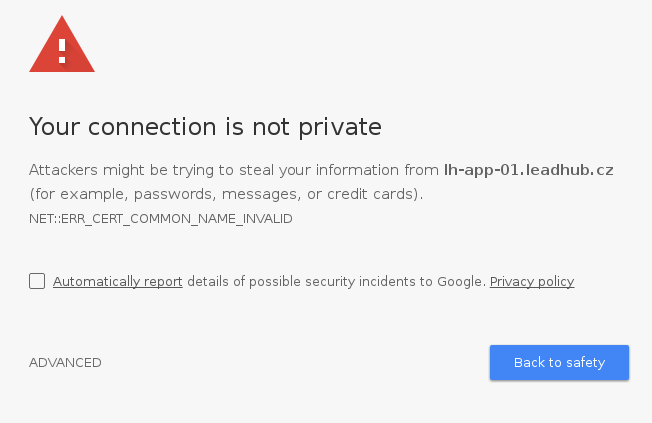 Your connection is not private
Attackers might be trying to steal your information from lh-app-01.leadhub.cz
(for example, passwords, messages, or credit cards).
NET::ERR_CERT_COMMON_NAME_INVALID
Automatically report details of possible security incidents to Google. Privacy policy
ADVANCED
Back to safety